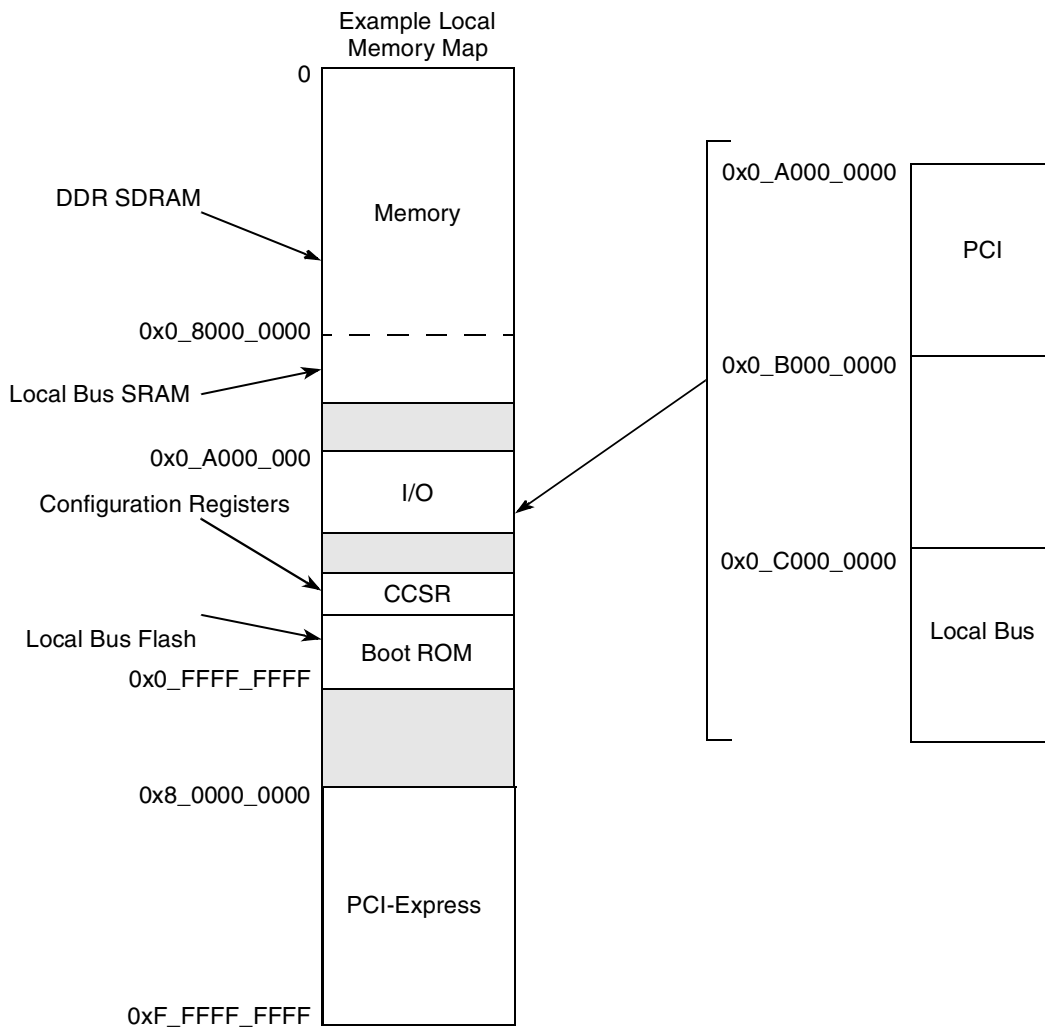 Example Local
Memory Map
0
DDR SDRAM
Memory
0x0_8000_0000
Local Bus SRAM
0x0_A000_000
I/O
Configuration Registers
CCSR
Local Bus Flash
Boot ROM
0x0_FFFF_FFFF
0x8_0000_0000
PCI-Express
0xF_FFFF_FFFF
0x0_A000_0000
PCI
0x0_B000_0000
0x0_C000_0000
Local Bus